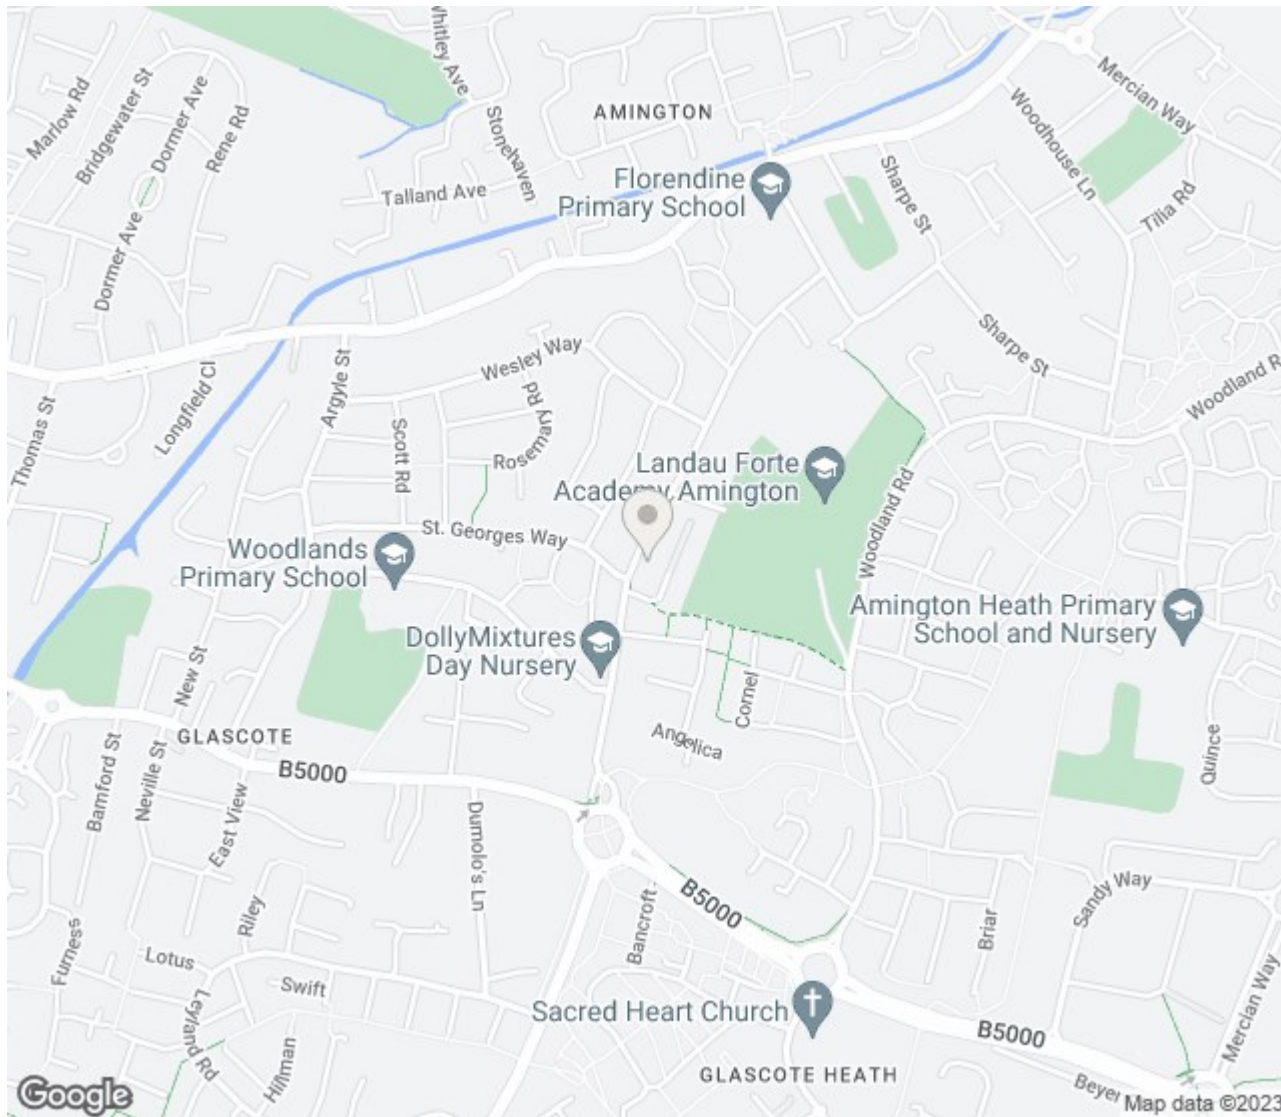 Whitley Ave
Marlow Rd
Bridgewater St
Dormer Ave
Rene Rd
Stonehaven
AMINGTON
Mercian Way
Woodhouse Ln
Talland Ave
Florendine
Primary School
Sharpe St
Tilia Rd
Dormer Ave
Sharpe St
Wesley Way
Longfield Cl
Argyle St
Woodland R
Thomas St
Scott Rd
Rosemary Rd
Landau Forte
Academy Amington
St. Georges Way
Woodland Rd
Woodlands
Primary School
Amington Heath Primary
School and Nursery
DollyMixtures
Day Nursery
New St
Cornel
GLASCOTE
Angelica
Quince
B5000
Bamford St
Neville St
East View
Dumolo's Ln
B5000
Sandy Way
Bancroft
Riley
Briar
Furness
Lotus
Swift
Leyland Rd
Sacred Heart Church
B5000
Mercian Way
Hillman
GLASCOTE HEATH
Beyer
Google
Map data ©2023